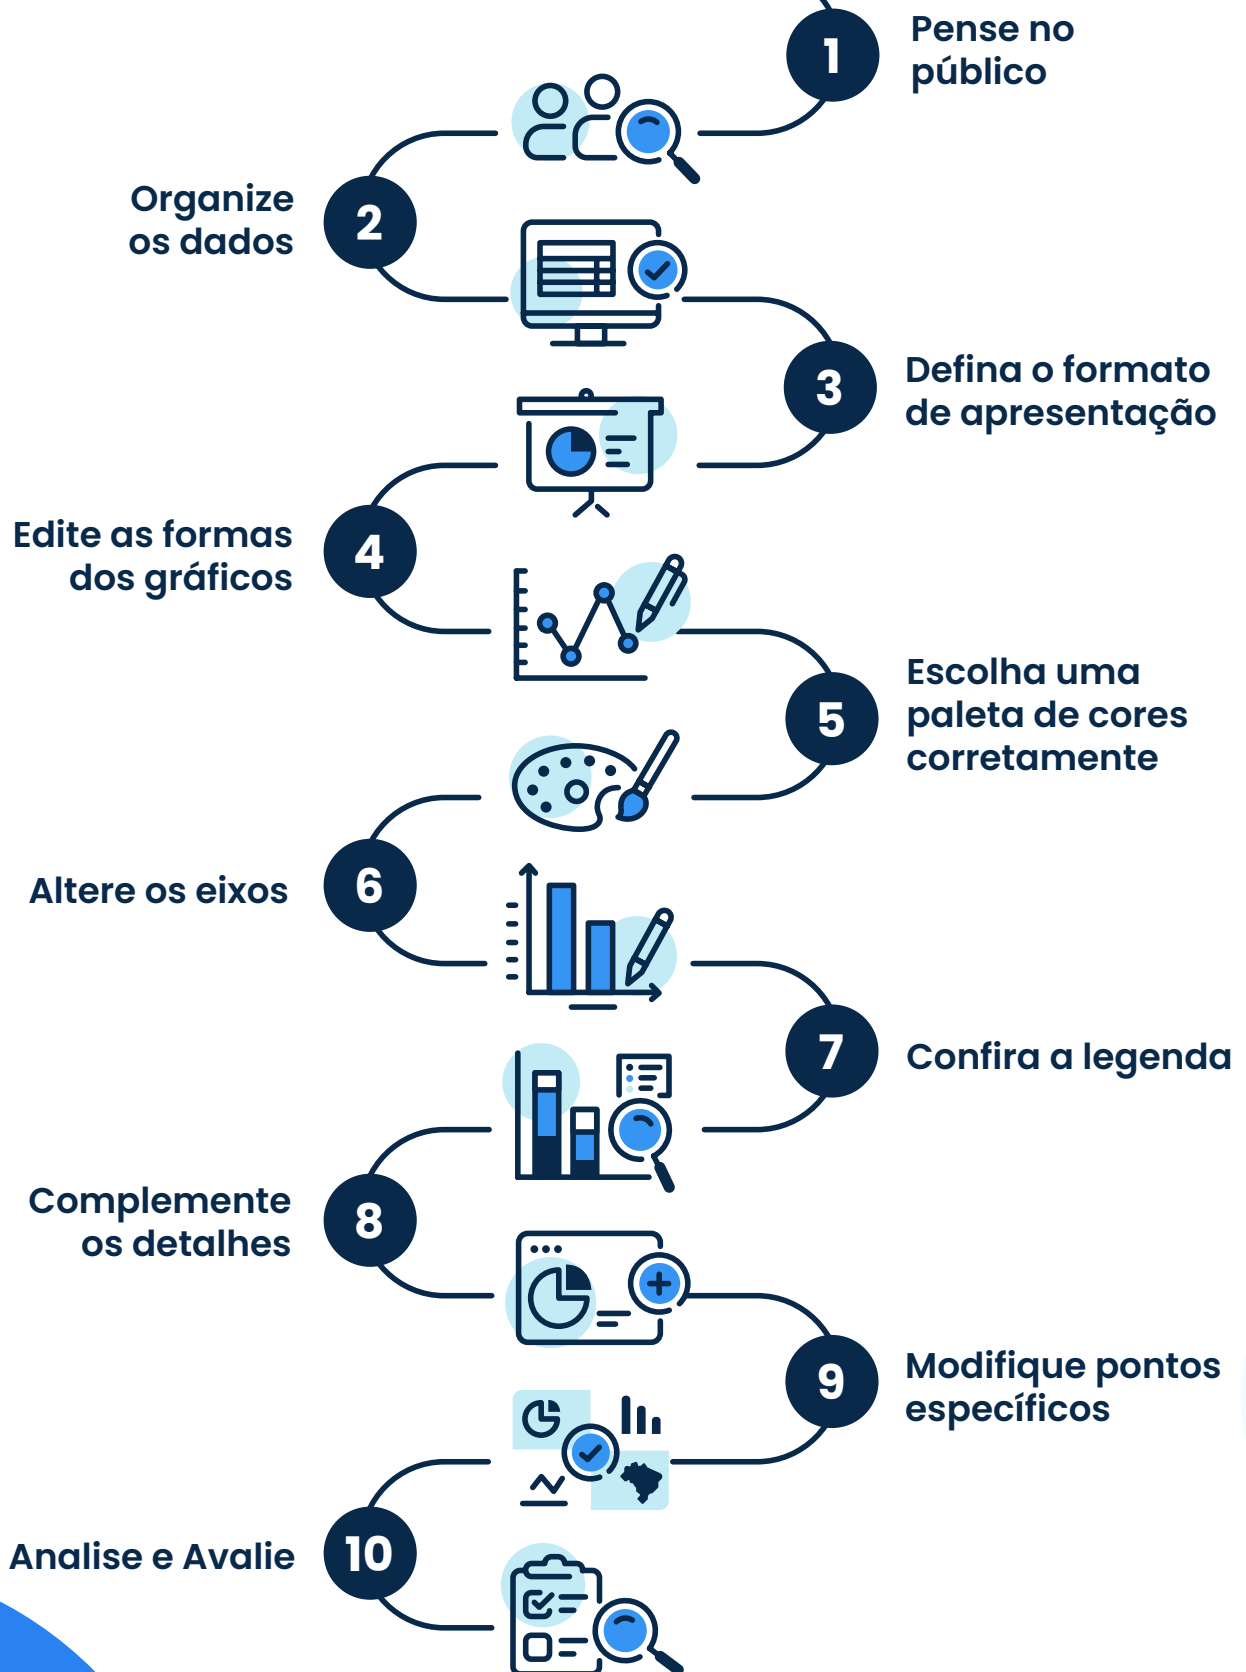 1
Pense no
público
2
Organize
os dados
3
Defina o formato
de apresentação
4
Edite as formas
dos gráficos
5
Escolha uma
paleta de cores
corretamente
6
Altere os eixos
7
Confira a legenda
8
Complemente
os detalhes
9
Modifique pontos
específicos
10
Analise e Avalie